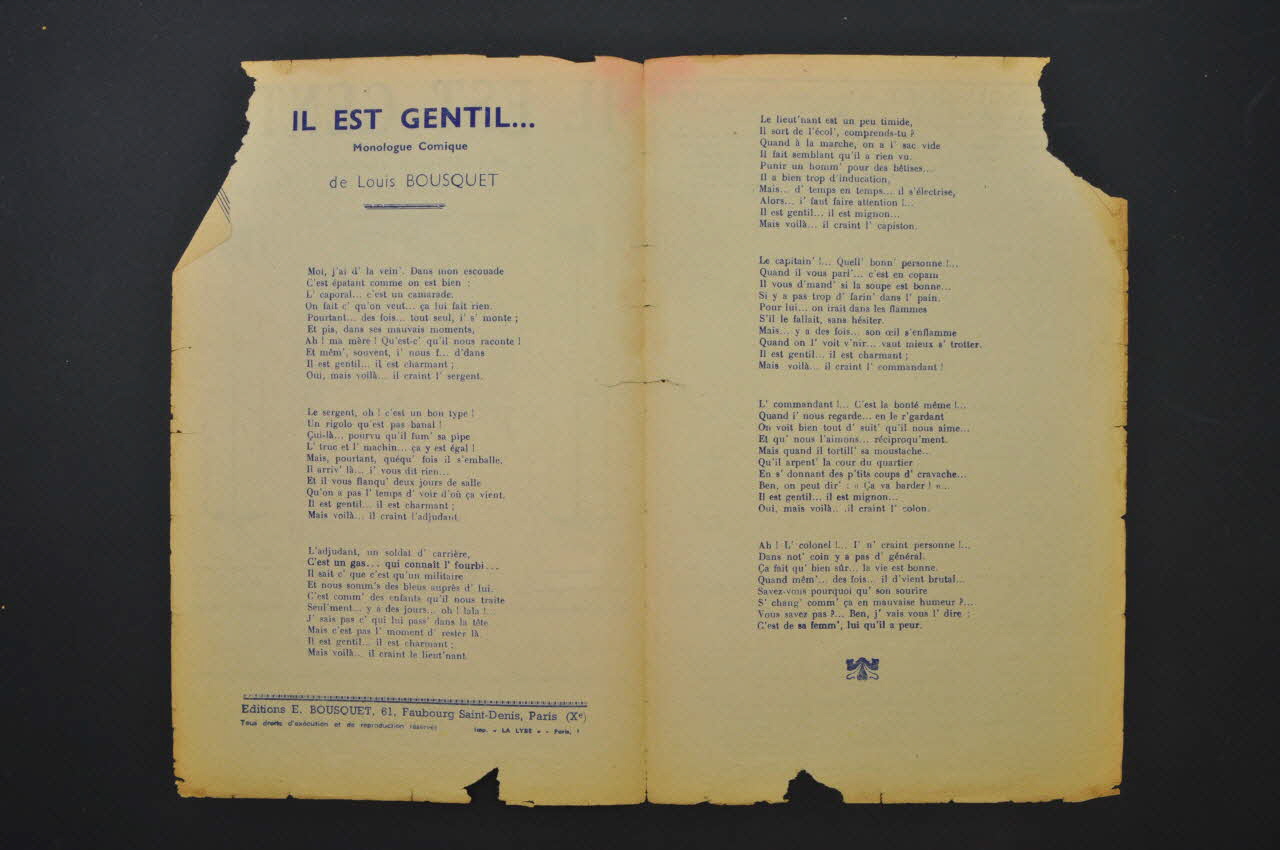 IL EST GENTIL...
Monologue Comique
de Louis BOUSQUET
Moi, j'ai d' la vein'. Dans mon escouade
C'est épatant comme on est bien :
L' caporal... c'est un camarade.
On fait c' qu'on veut... ça lui fait rien.
Pourtant... des fois... tout seul, i' s' monte ;
Et pis, dans ses mauvais moments,
Ah ! ma mère ! Qu'est-c' qu'il nous raconte !
Et mêm', souvent, i' nous f... d'dans
Il est gentil... il est charmant ;
Oui, mais voilà... il craint l' sergent.
Le sergent, oh ! c'est un bon type !
Un rigolo qu'est pas banal !
Çui-là... pourvu qu'il fum' sa pipe
L' truc et l' machin... ça y est égal !
Mais, pourtant, quéqu' fois il s'emballe.
Il arriv' là... i' vous dit rien...
Et il vous flanqu' deux jours de salle
Qu'on a pas l' temps d' voir d'où ça vient.
Il est gentil... il est charmant ;
Mais voilà... il craint l'adjudant.
L'adjudant, un soldat d' carrière,
C'est un gas... qui connaît l' fourbi...
Il sait c' que c'est qu'un militaire
Et nous somm's des bleus auprès d' lui.
C'est comm' des enfants qu'il nous traite
Seul'ment... y a des jours... oh ! lala !...
J' sais pas c' qui lui pass' dans la tête
Mais c'est pas l' moment d' rester là.
Il est gentil... il est charmant ;
Mais voilà... il craint le lieut'nant.
Editions E. BOUSQUET, 61, Faubourg Saint-Denis, Paris (Xe)
Tous droits d'exécution et de reproduction réservés
Imp. « LA LYRE » - Paris.
Le lieut'nant est un peu timide,
Il sort de l'écol', comprends-tu ?
Quand à la marche, on a l' sac vide
Il fait semblant qu'il a rien vu.
Punir un homm' pour des bêtises...
Il a bien trop d'inducation,
Mais... d' temps en temps... il s'électrise,
Alors... i' faut faire attention !...
Il est gentil... il est mignon...
Mais voilà... il craint l' capiston.
Le capitain' !... Quell' bonn' personne !...
Quand il vous parl'... c'est en copain
Il vous d'mand' si la soupe est bonne...
Si y a pas trop d' farin' dans l' pain.
Pour lui... on irait dans les flammes
S'il le fallait, sans hésiter.
Mais... y a des fois... son œil s'enflamme
Quand on l' voit v'nir... vaut mieux s' trotter.
Il est gentil... il est charmant ;
Mais voilà... il craint l' commandant !
L' commandant !... C'est la bonté même !...
Quand i' nous regarde... en le r'gardant
On voit bien tout d' suit' qu'il nous aime...
Et qu' nous l'aimons... réciproqu'ment.
Mais quand il tortill' sa moustache...
Qu'il arpent' la cour du quartier
En s' donnant des p'tits coups d' cravache...
Ben, on peut dir' : « Ça va barder ! »...
Il est gentil... il est mignon...
Oui, mais voilà.. .il craint l' colon.
Ah ! L' colonel !... I' n' craint personne !...
Dans not' coin y a pas d' général.
Ça fait qu' bien sûr... la vie est bonne.
Quand mêm'... des fois... il d'vient brutal...
Savez-vous pourquoi qu' son sourire
S' chang' comm' ça en mauvaise humeur ?...
Vous savez pas ?... Ben, j' vais vous l' dire ;
C'est de sa femm', lui qu'il a peur.